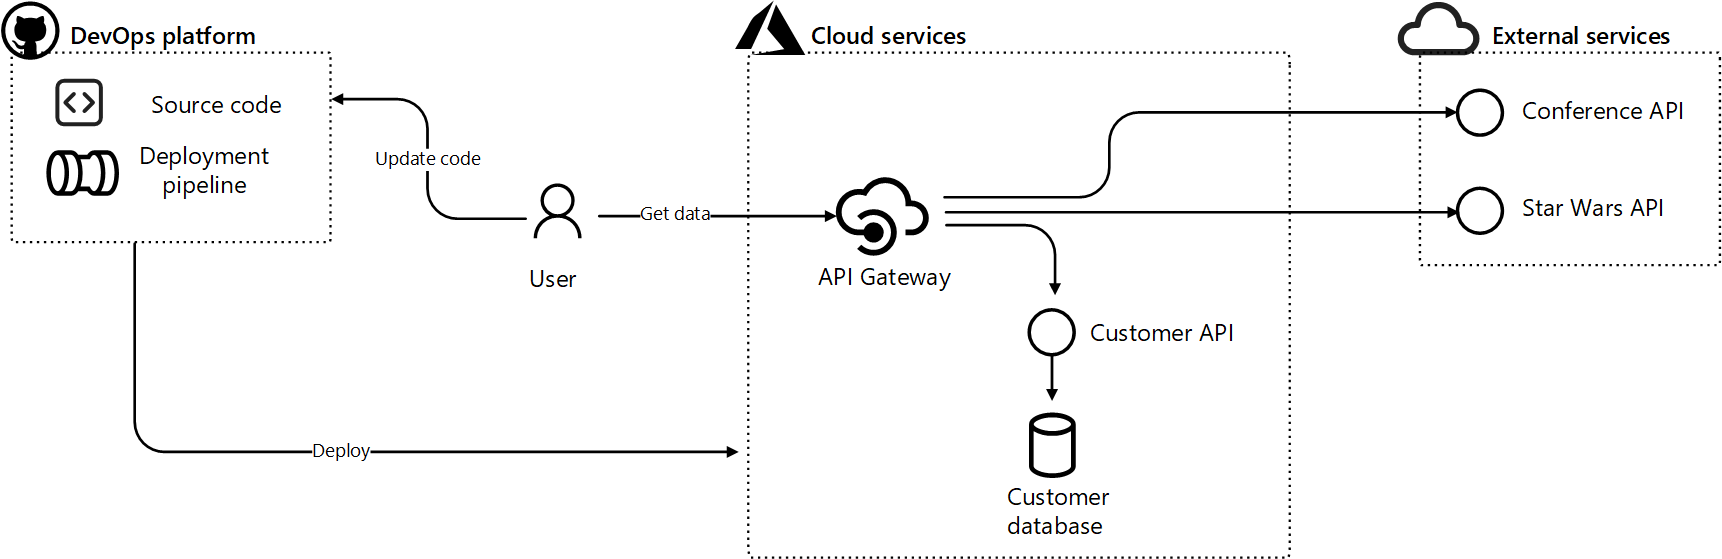 DevOps platform
Source code
Deployment
pipeline
Update code
User
Get data
Deploy
Cloud services
API Gateway
Customer API
Customer
database
External services
Conference API
Star Wars API